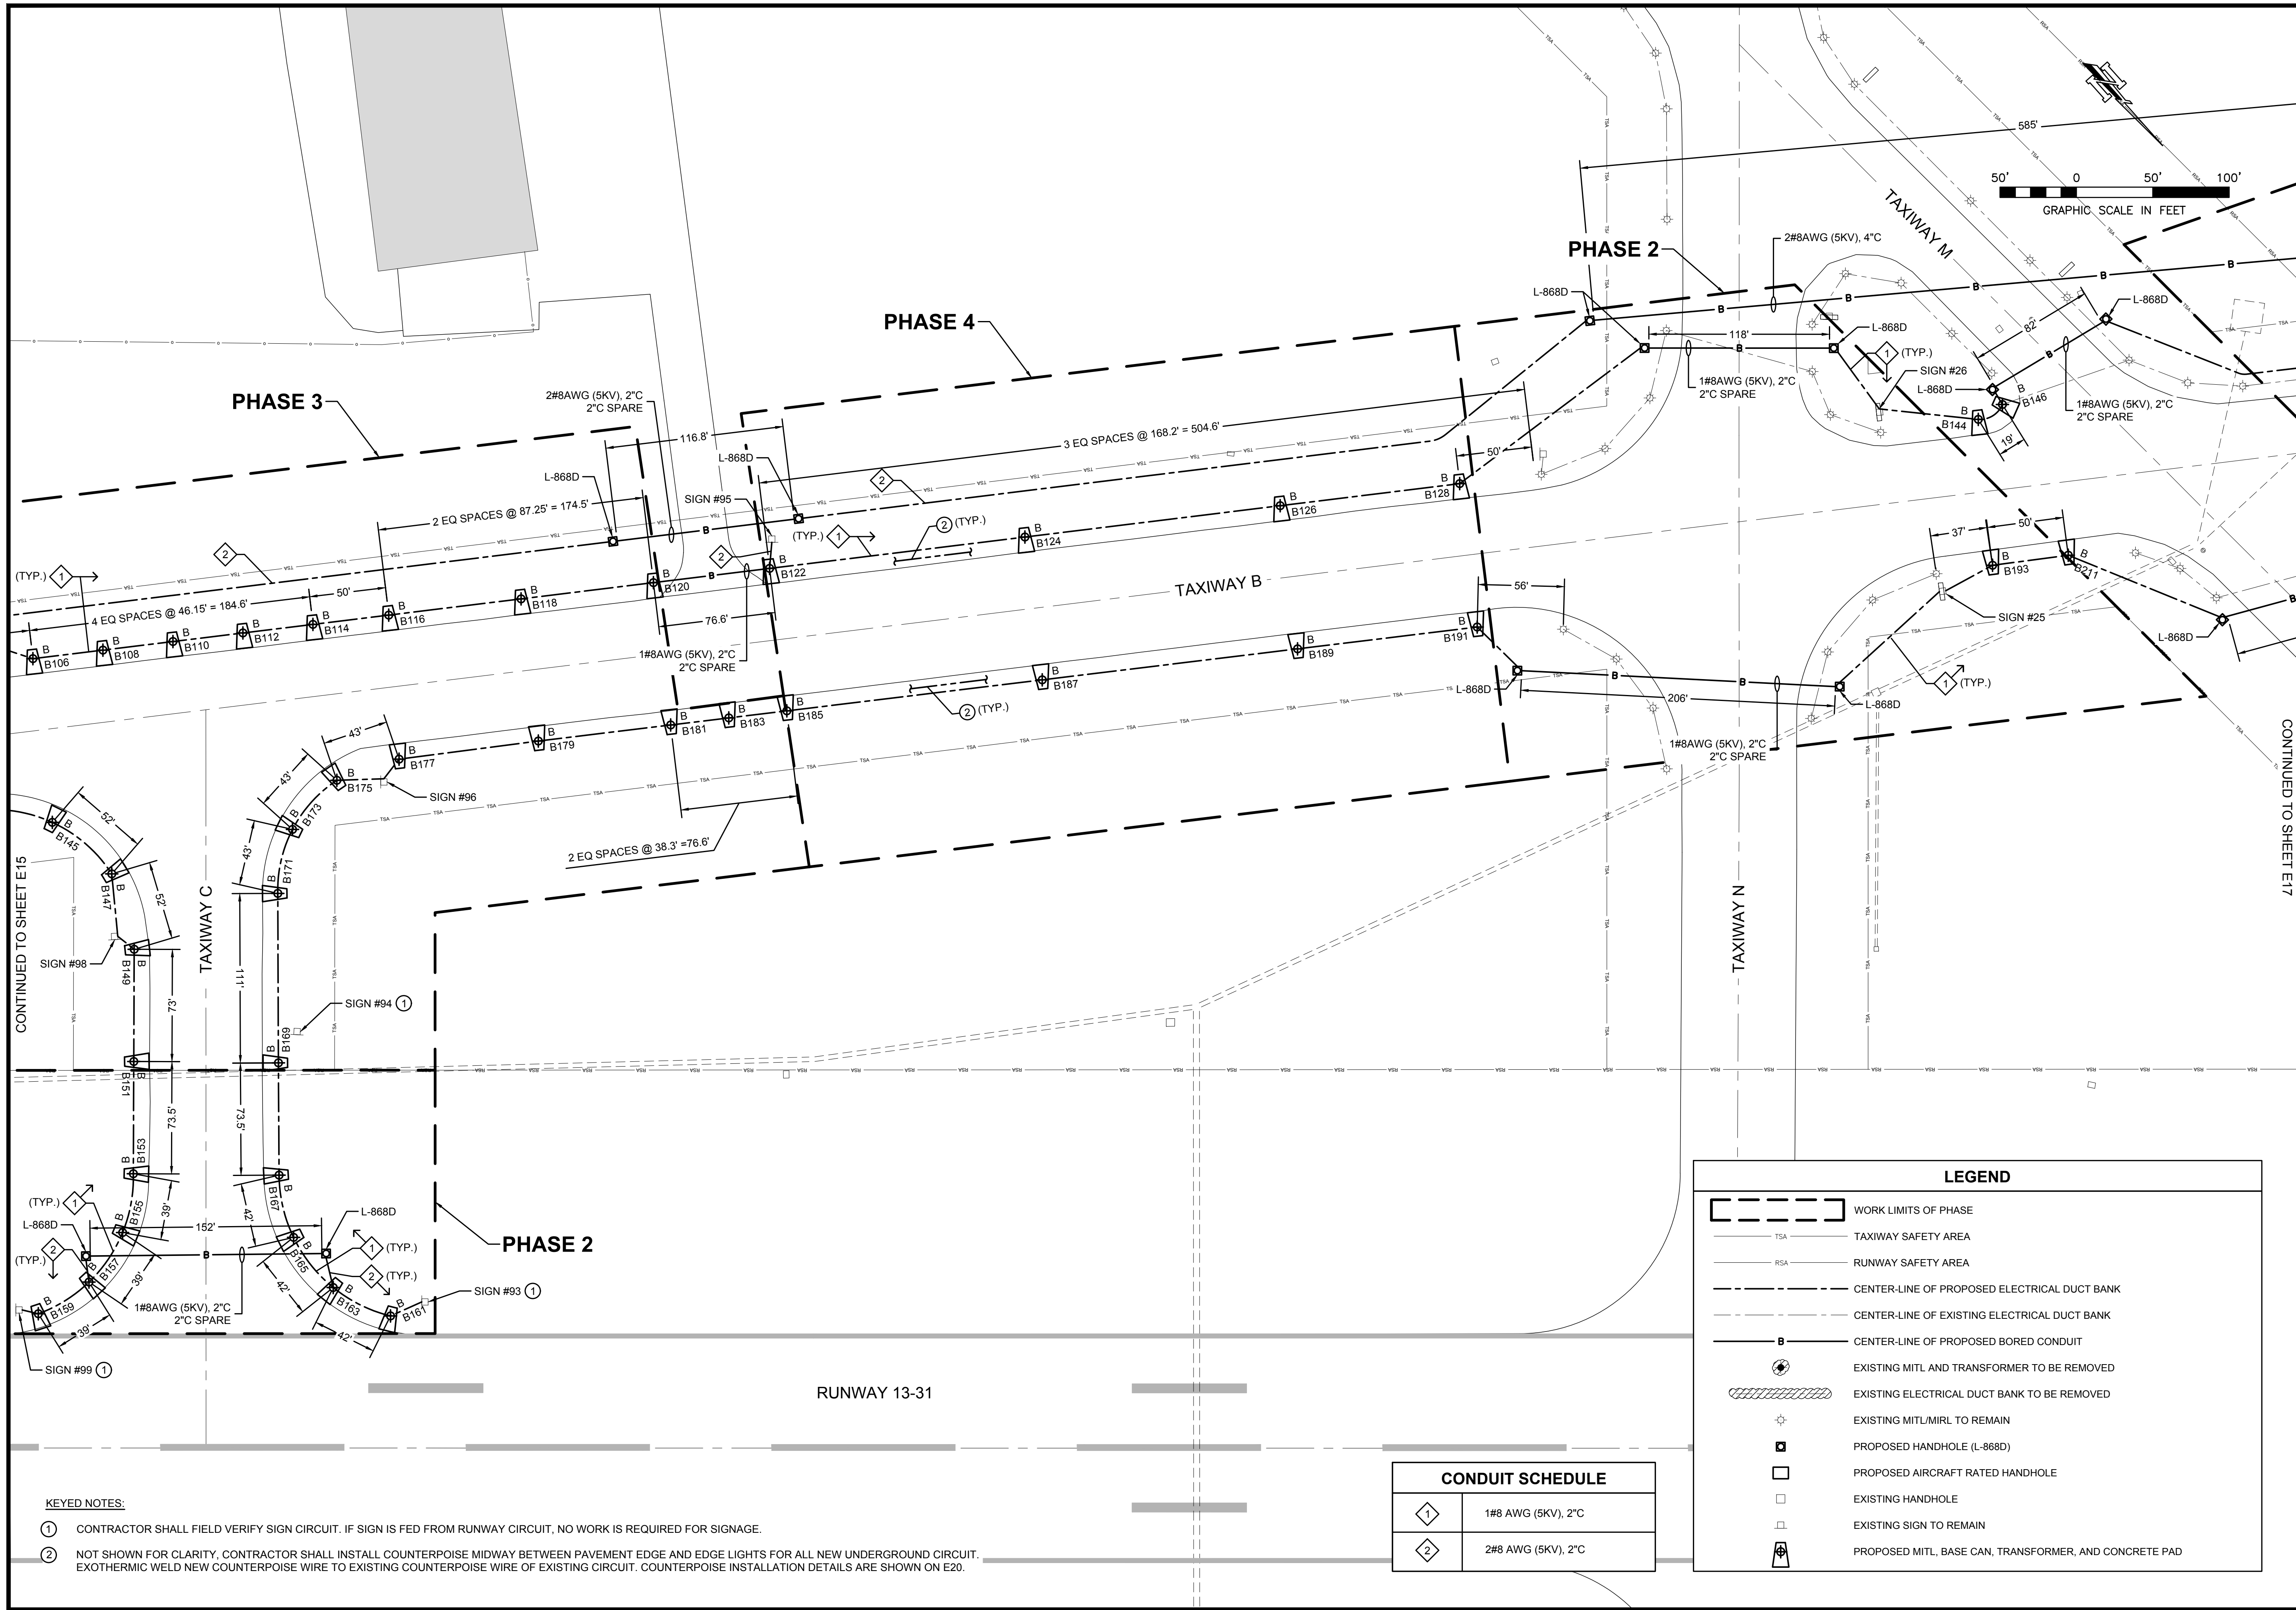 585'
50' 0 50' 100'
GRAPHIC SCALE IN FEET
TAXIWAY M
PHASE 2
2#8AWG (5KV), 4"C
L-868D
L-868D
118'
L-868D
82'
1 (TYP.)
SIGN #26
L-868D
B
B146
B
B144
19'
1#8AWG (5KV), 2"C
2"C SPARE
1#8AWG (5KV), 2"C
2"C SPARE
PHASE 4
PHASE 3
2#8AWG (5KV), 2"C
2"C SPARE
116.8'
L-868D
L-868D
3 EQ SPACES @ 168.2' = 504.6'
50'
2 EQ SPACES @ 87.25' = 174.5'
SIGN #95
(TYP.) 1
2 (TYP.)
2
2
2
(TYP.) 1
4 EQ SPACES @ 46.15' = 184.6'
50'
B
B106
B
B108
B
B110
B
B112
B
B114
B
B116
B
B118
B
B120
B
B122
B
B124
B
B126
B
B128
76.6'
1#8AWG (5KV), 2"C
2"C SPARE
TAXIWAY B
56'
37'
50'
B
B193
B
B211
SIGN #25
L-868D
1 (TYP.)
B
B191
B
B189
B
B187
2 (TYP.)
B
B185
B
B183
B
B181
B
B179
B
B177
L-868D
206'
L-868D
1#8AWG (5KV), 2"C
2"C SPARE
43'
43'
43'
B
B175
SIGN #96
B
B173
B
B171
2 EQ SPACES @ 38.3' =76.6'
52'
B
B145
52'
B
B147
SIGN #98
B
B149
CONTINUED TO SHEET E15
TAXIWAY C
TAXIWAY N
CONTINUED TO SHEET E17
73'
111'
SIGN #94 1
B
B169
B
B151
73.5'
73.5'
B
B153
B
B167
(TYP.) 1
B
B155
39'
42'
L-868D
152'
L-868D
2
(TYP.)
B
B157
39'
B
B165
1 (TYP.)
2 (TYP.)
42'
B
B159
39'
1#8AWG (5KV), 2"C
2"C SPARE
B
B163
42'
B
B161
SIGN #93 1
SIGN #99 1
PHASE 2
RUNWAY 13-31
KEYED NOTES:
1 CONTRACTOR SHALL FIELD VERIFY SIGN CIRCUIT. IF SIGN IS FED FROM RUNWAY CIRCUIT, NO WORK IS REQUIRED FOR SIGNAGE.
2 NOT SHOWN FOR CLARITY, CONTRACTOR SHALL INSTALL COUNTERPOISE MIDWAY BETWEEN PAVEMENT EDGE AND EDGE LIGHTS FOR ALL NEW UNDERGROUND CIRCUIT.
EXOTHERMIC WELD NEW COUNTERPOISE WIRE TO EXISTING COUNTERPOISE WIRE OF EXISTING CIRCUIT. COUNTERPOISE INSTALLATION DETAILS ARE SHOWN ON E20.
CONDUIT SCHEDULE
1 1#8 AWG (5KV), 2"C
2 2#8 AWG (5KV), 2"C
LEGEND
WORK LIMITS OF PHASE
TSA TAXIWAY SAFETY AREA
RSA RUNWAY SAFETY AREA
CENTER-LINE OF PROPOSED ELECTRICAL DUCT BANK
CENTER-LINE OF EXISTING ELECTRICAL DUCT BANK
B CENTER-LINE OF PROPOSED BORED CONDUIT
EXISTING MITL AND TRANSFORMER TO BE REMOVED
EXISTING ELECTRICAL DUCT BANK TO BE REMOVED
EXISTING MITL/MIRL TO REMAIN
PROPOSED HANDHOLE (L-868D)
PROPOSED AIRCRAFT RATED HANDHOLE
EXISTING HANDHOLE
EXISTING SIGN TO REMAIN
PROPOSED MITL, BASE CAN, TRANSFORMER, AND CONCRETE PAD